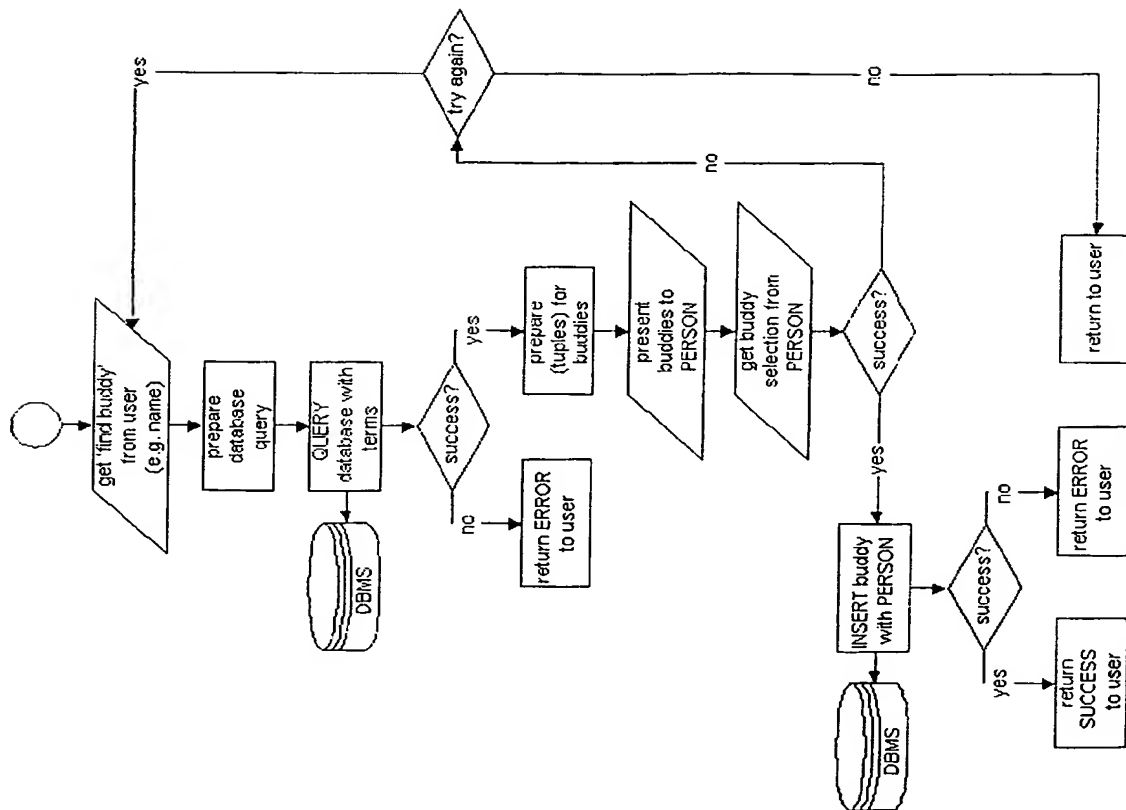 get 'find buddy'
from user
(e.g. name)
prepare
database
query
QUERY
database with
terms
DBMS
success?
no
return ERROR
to user
yes
prepare
(tuples) for
buddies
present
buddies to
PERSON
get buddy
selection from
PERSON
success?
no
try again?
yes
no
return to user
yes
INSERT buddy
with PERSON
DBMS
success?
yes
return
SUCCESS
to user
no
return ERROR
to user